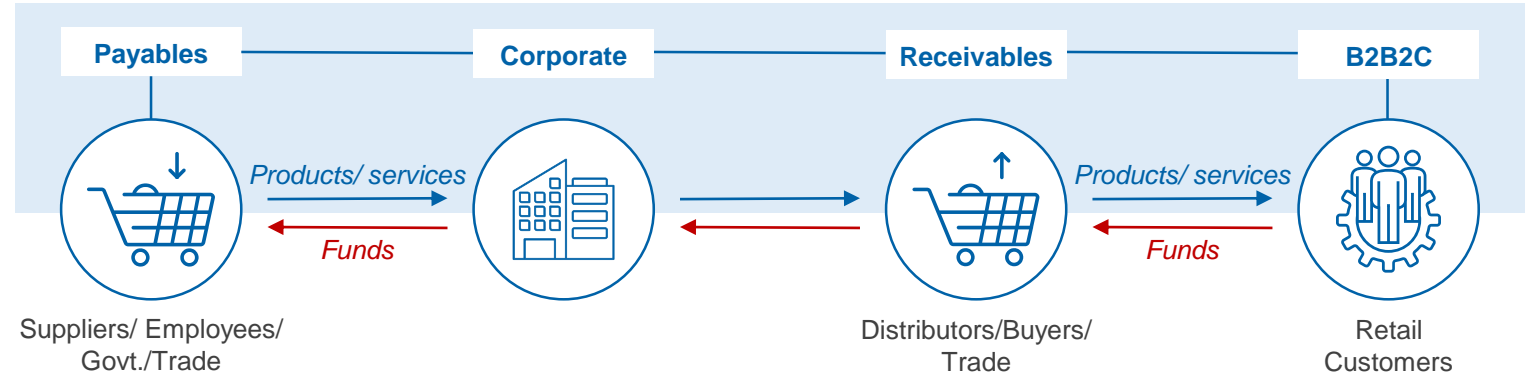 Payables
Corporate
Receivables
B2B2C
Products/ services
Funds
Products/ services
Funds
Suppliers/ Employees/
Govt./Trade
Distributors/Buyers/
Trade
Retail
Customers